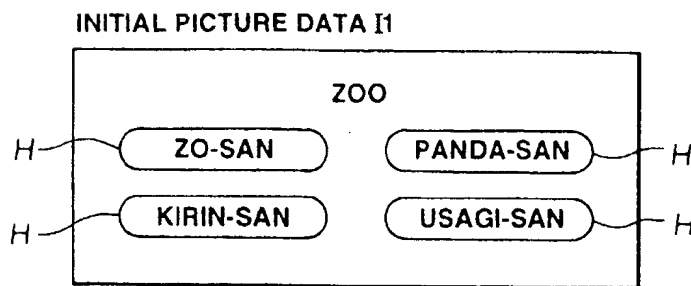 INITIAL PICTURE DATA I1
ZOO
H ZO-SAN PANDA-SAN H
H KIRIN-SAN USAGI-SAN H